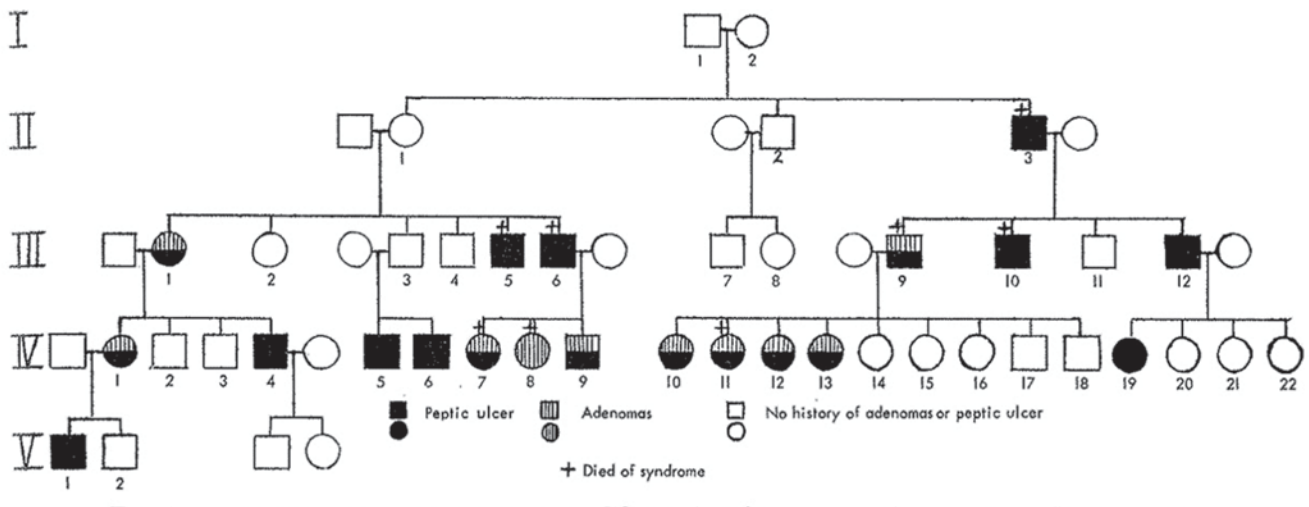 I
1 2
II
1 2 3
III
1 2 3 4 5 6 7 8 9 10 11 12
IV
1 2 3 4 5 6 7 8 9 10 11 12 13 14 15 16 17 18 19 20 21 22
Peptic ulcer Adenomas No history of adenomas or peptic ulcer
V
1 2
+ Died of syndrome